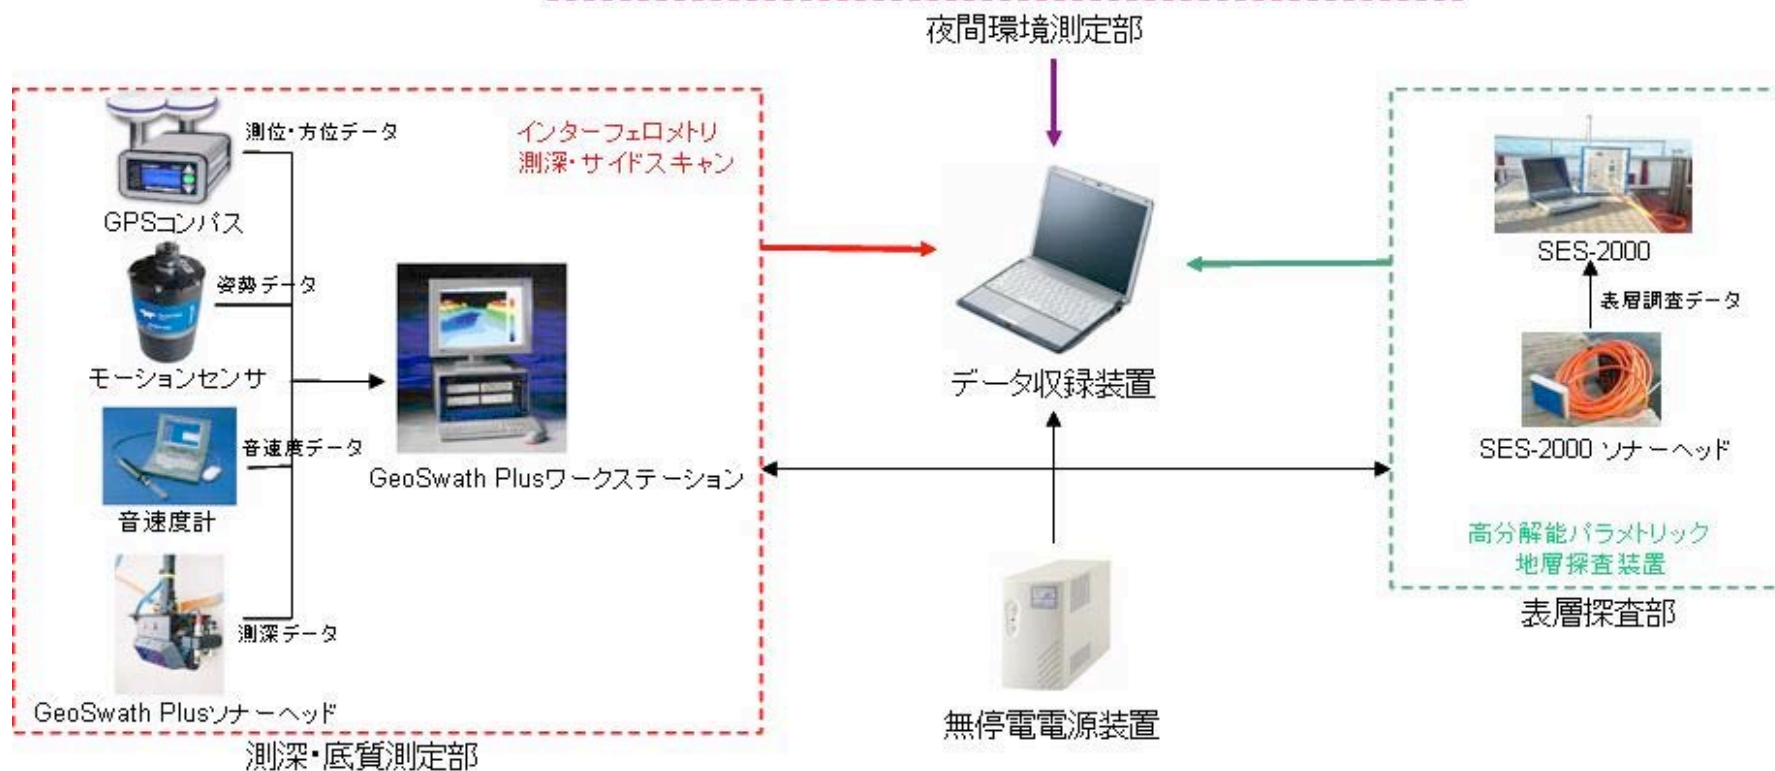 夜間環境測定部
インターフェロメトリ
測深・サイドスキャン
測位・方位データ
GPSコンパス
姿勢データ
モーションセンサ
音速度データ
音速度計
測深データ
GeoSwath Plusソナーヘッド
GeoSwath Plusワークステーション
測深・底質測定部
データ収録装置
無停電電源装置
SES-2000
表層調査データ
SES-2000 ソナーヘッド
高分解能パラメトリック
地層探査装置
表層探査部